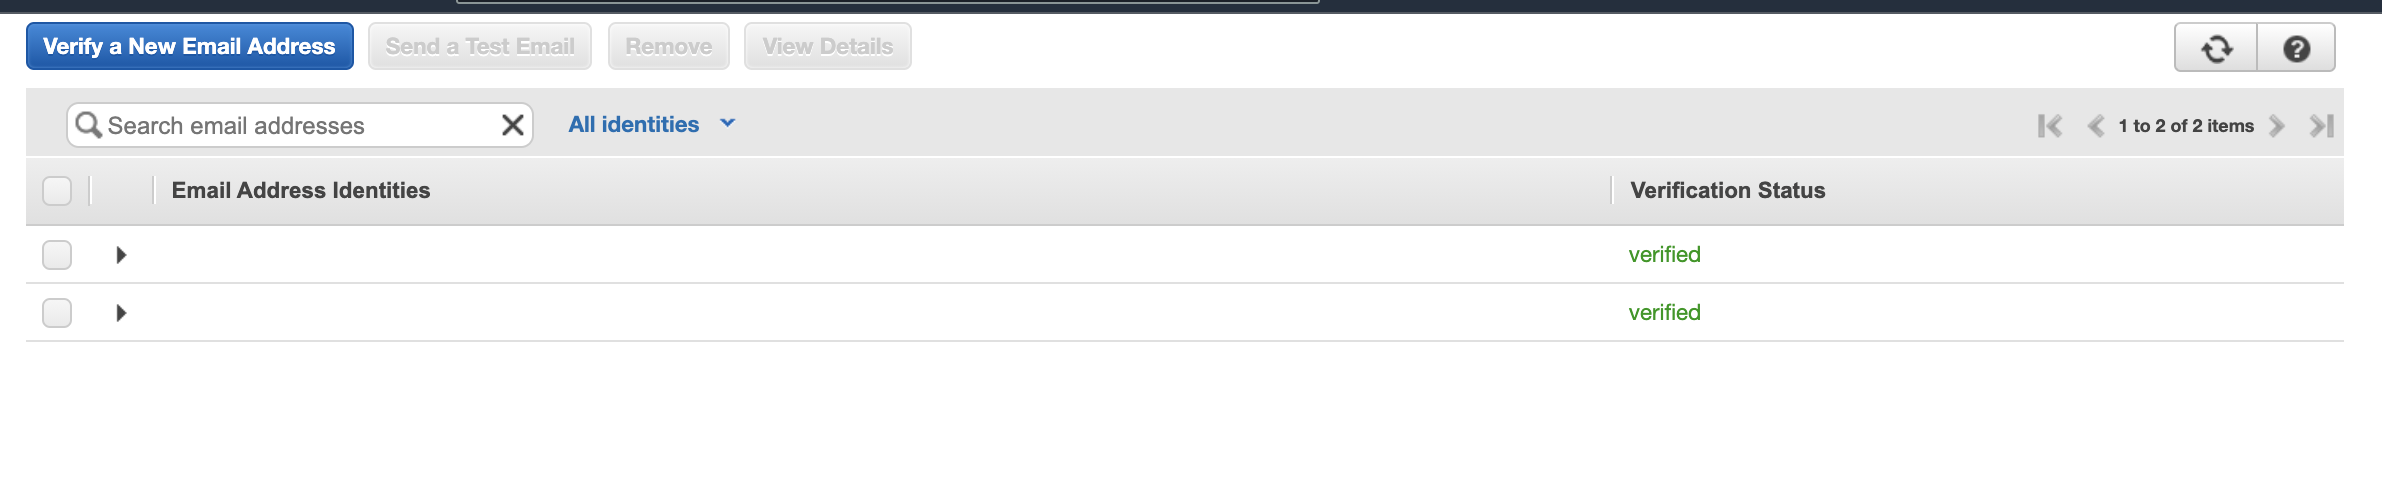 Verify a New Email Address Send a Test Email Remove View Details
Search email addresses All identities 1 to 2 of 2 items
Email Address Identities Verification Status
verified
verified